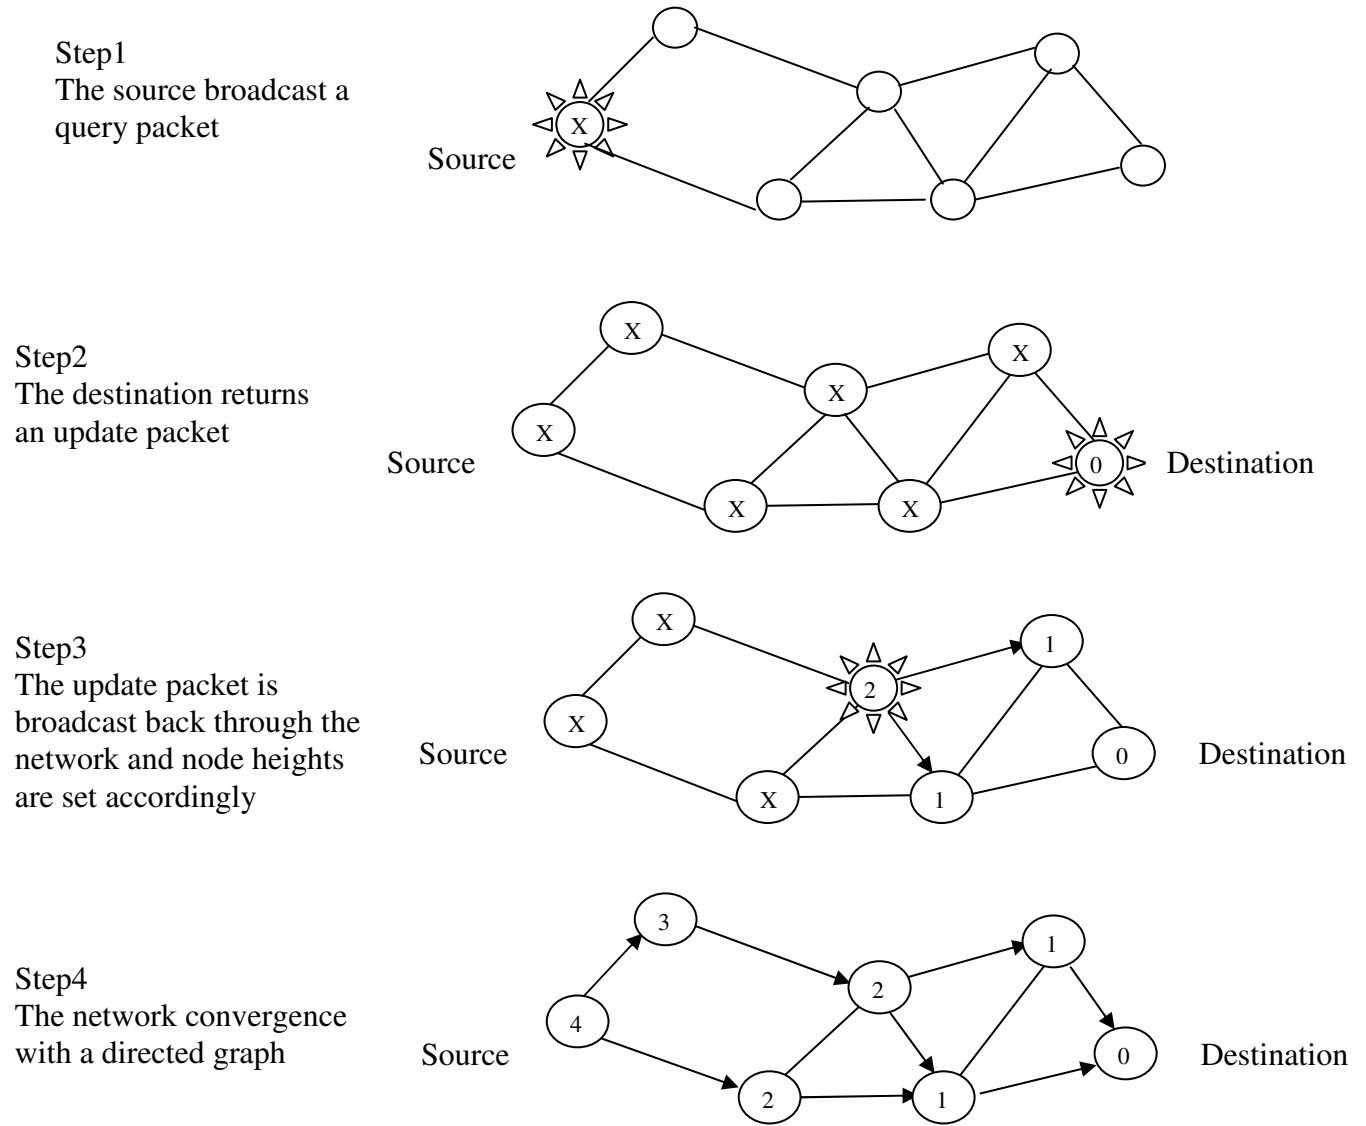 Step1
The source broadcast a
query packet
X
Source
Step2
The destination returns
an update packet
X
X
X
X
0
Source
Destination
X
X
Step3
The update packet is
broadcast back through the
network and node heights
are set accordingly
X
1
2
X
Source
0
Destination
X
1
Step4
The network convergence
with a directed graph
3
1
2
4
Source
0
Destination
2
1